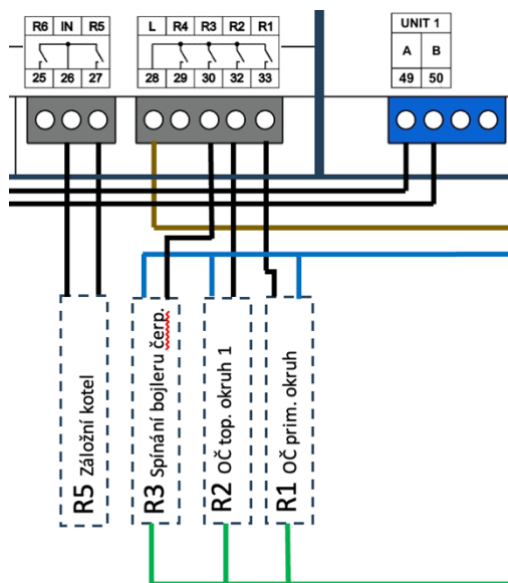 R6 IN R5
25 26 27
L R4 R3 R2 R1
28 29 30 32 33
UNIT 1
A B
49 50
R5 Záložní kotel
R3 Spínání bojleru čerp.
R2 OČ top. okruh 1
R1 OČ prim. okruh